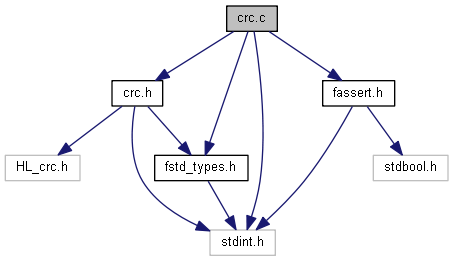 crc.c
crc.h
fassert.h
HL_crc.h
fstd_types.h
stdbool.h
stdint.h